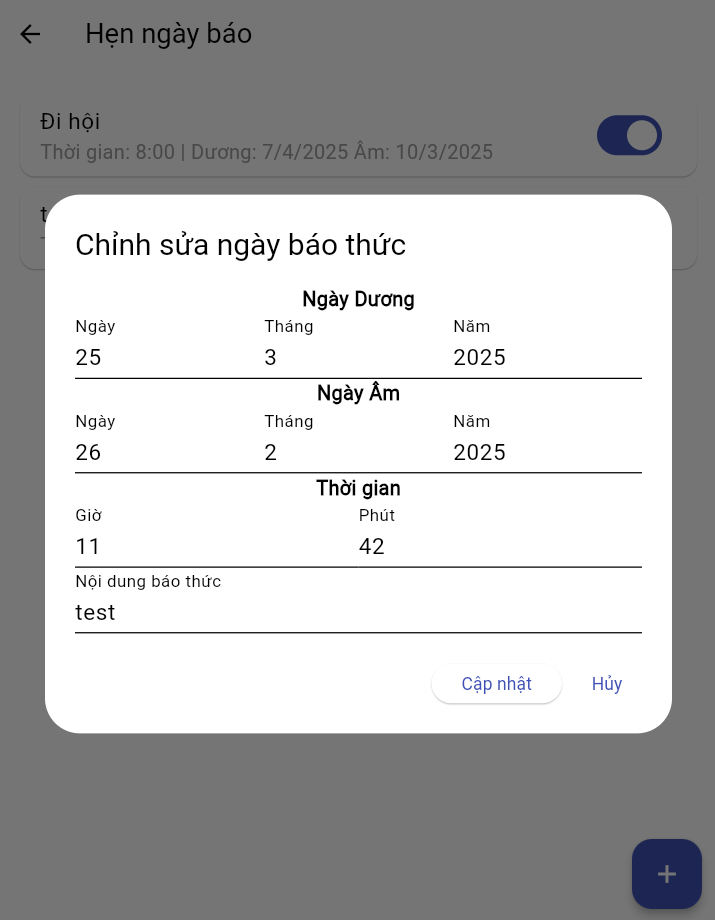 Hẹn ngày báo
Đi hội
Thời gian: 8:00 | Dương: 7/4/2025 Âm: 10/3/2025
Chỉnh sửa ngày báo thức
Ngày Dương
Ngày Tháng Năm
25 3 2025
Ngày Âm
Ngày Tháng Năm
26 2 2025
Thời gian
Giờ Phút
11 42
Nội dung báo thức
test
Cập nhật Hủy
+